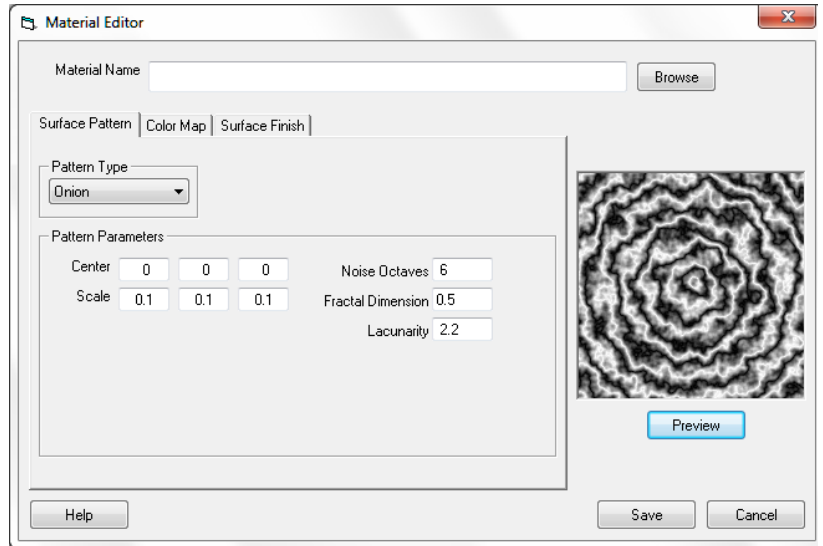 Material Editor
Material Name
Browse
Surface Pattern
Color Map
Surface Finish
Pattern Type
Onion
Pattern Parameters
Center 0 0 0
Noise Octaves 6
Scale 0.1 0.1 0.1
Fractal Dimension 0.5
Lacunarity 2.2
Preview
Help
Save
Cancel